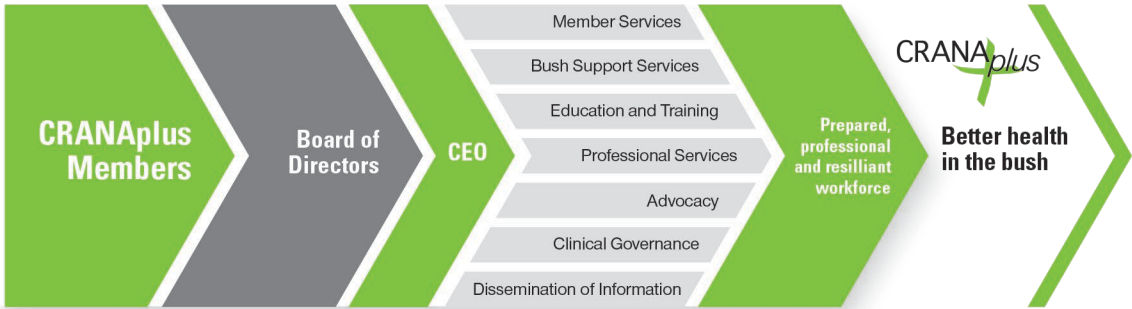 CRANAplus
Members
Board of
Directors
CEO
Member Services
Bush Support Services
Education and Training
Professional Services
Advocacy
Clinical Governance
Dissemination of Information
Prepared,
professional
and resilliant
workforce
CRANAplus
Better health
in the bush